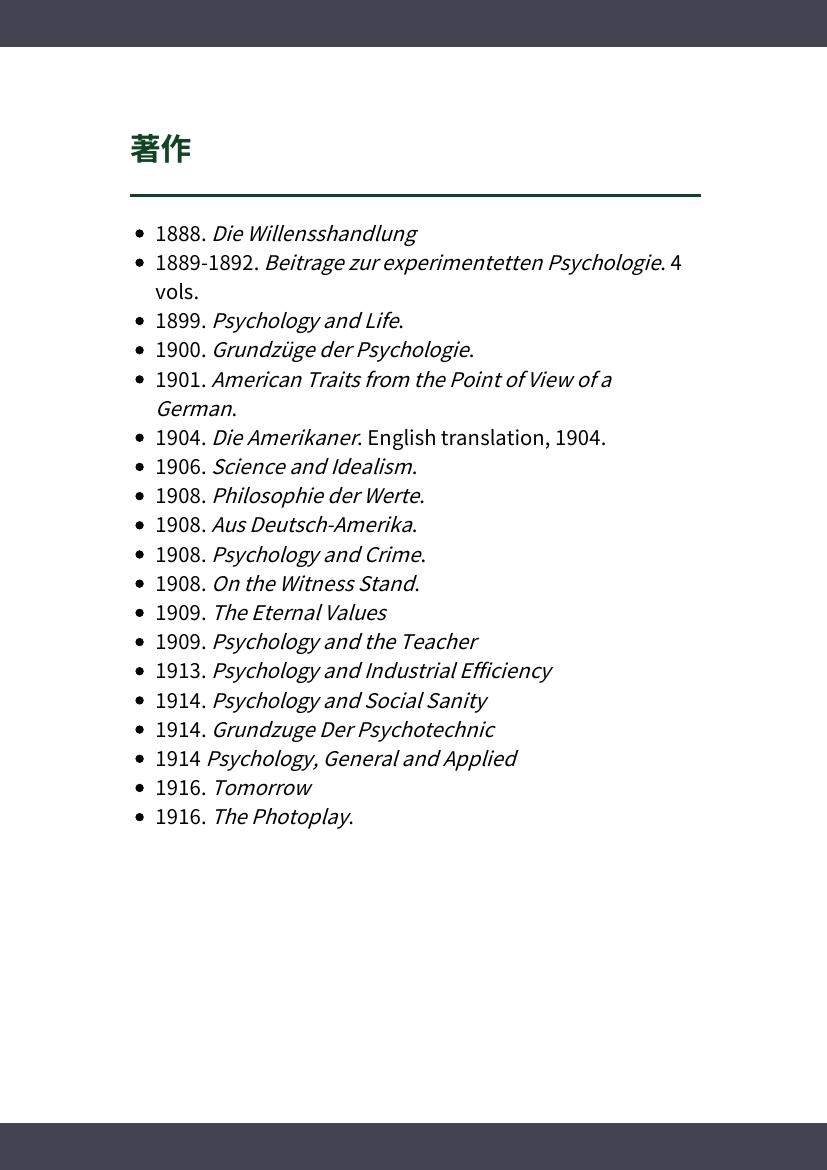 著作
• 1888. Die Willensshandlung
• 1889-1892. Beitrage zur experimentetten Psychologie. 4
vols.
• 1899. Psychology and Life.
• 1900. Grundzüge der Psychologie.
• 1901. American Traits from the Point of View of a
German.
• 1904. Die Amerikaner. English translation, 1904.
• 1906. Science and Idealism.
• 1908. Philosophie der Werte.
• 1908. Aus Deutsch-Amerika.
• 1908. Psychology and Crime.
• 1908. On the Witness Stand.
• 1909. The Eternal Values
• 1909. Psychology and the Teacher
• 1913. Psychology and Industrial Efficiency
• 1914. Psychology and Social Sanity
• 1914. Grundzuge Der Psychotechnic
• 1914 Psychology, General and Applied
• 1916. Tomorrow
• 1916. The Photoplay.